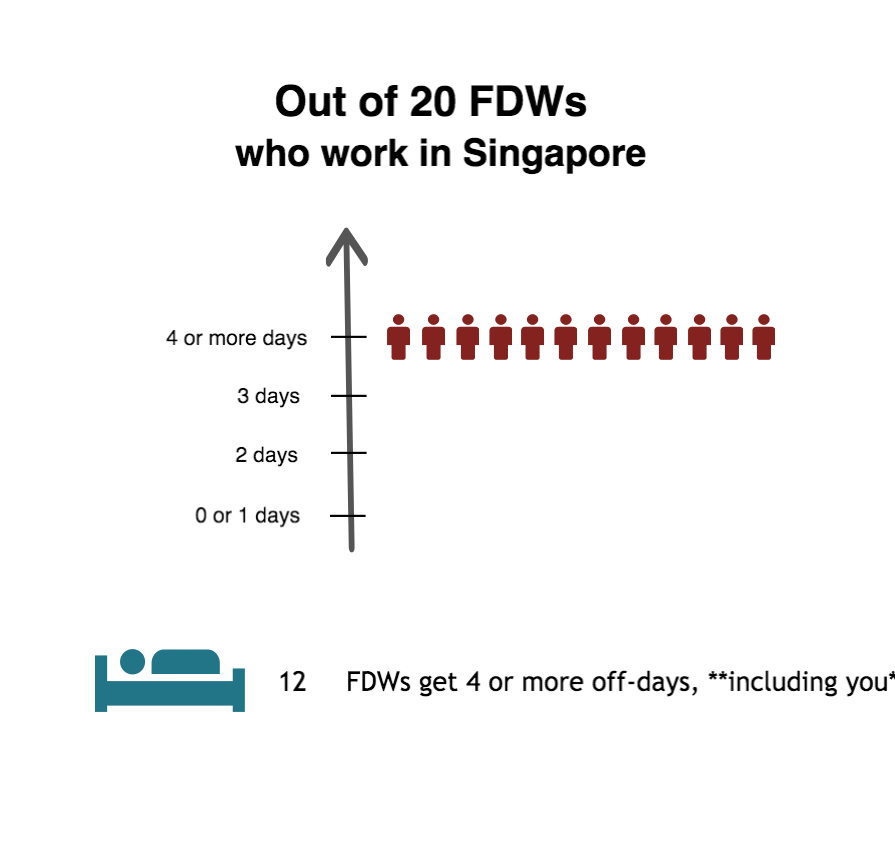 Out of 20 FDWs
who work in Singapore
4 or more days
3 days
2 days
0 or 1 days
12 FDWs get 4 or more off-days, **including you*